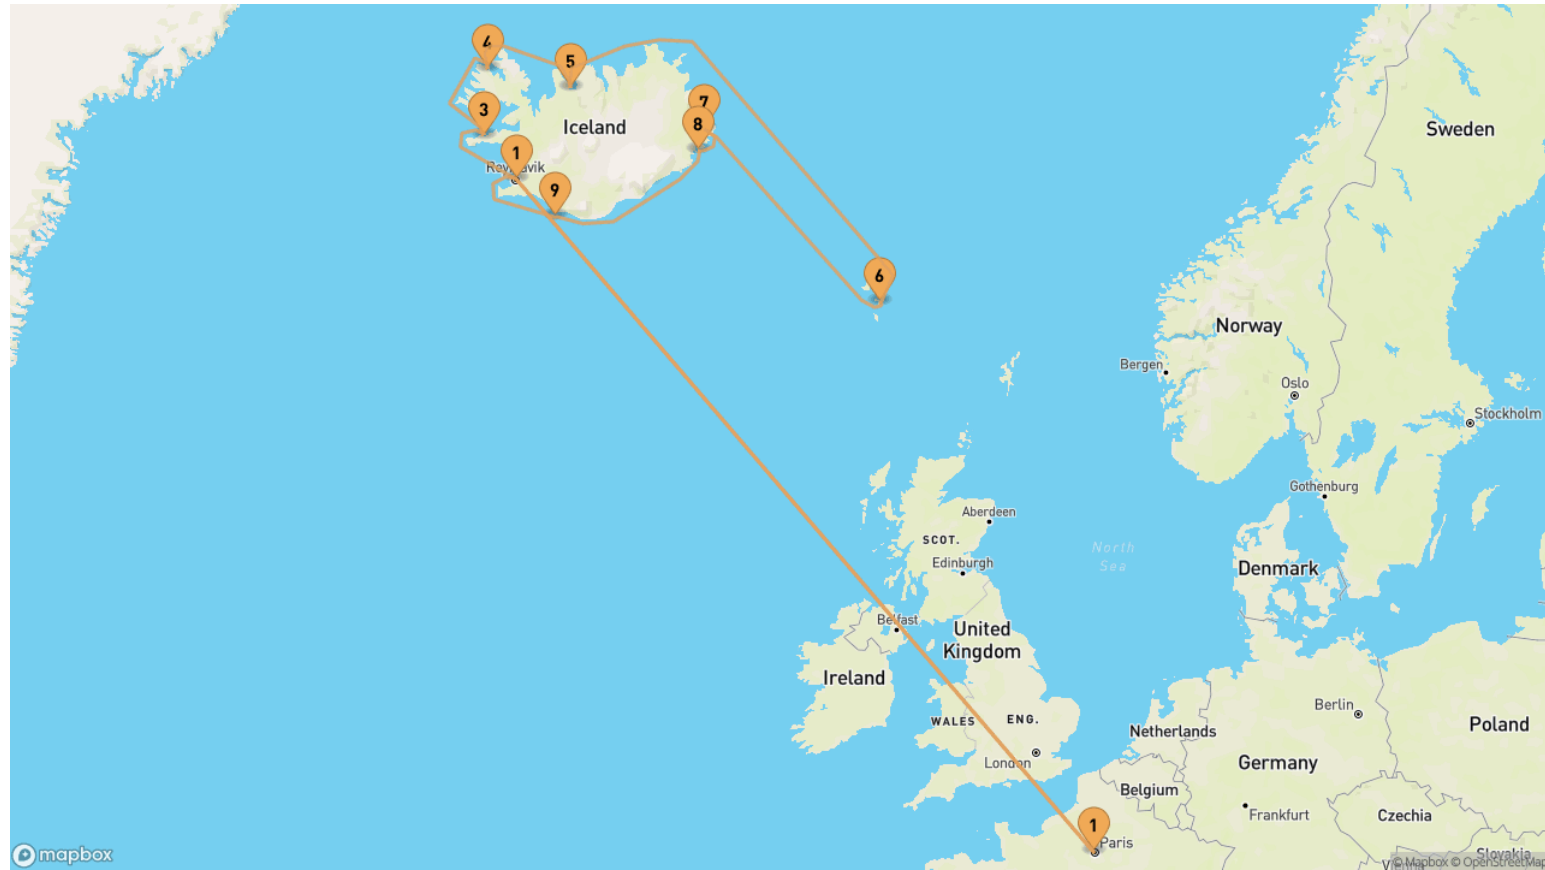 4
5
3
7
8
Iceland
1
Reykjavik
9
6
Sweden
Norway
Bergen
Oslo
Stockholm
Gothenburg
Aberdeen
SCOT.
Edinburgh
North
Sea
Denmark
Belfast
United
Kingdom
Ireland
WALES
ENG.
Berlin
Netherlands
Poland
London
Germany
Belgium
Frankfurt
Czechia
1
Paris
mapbox
Slovakia
© Mapbox © OpenStreetMap